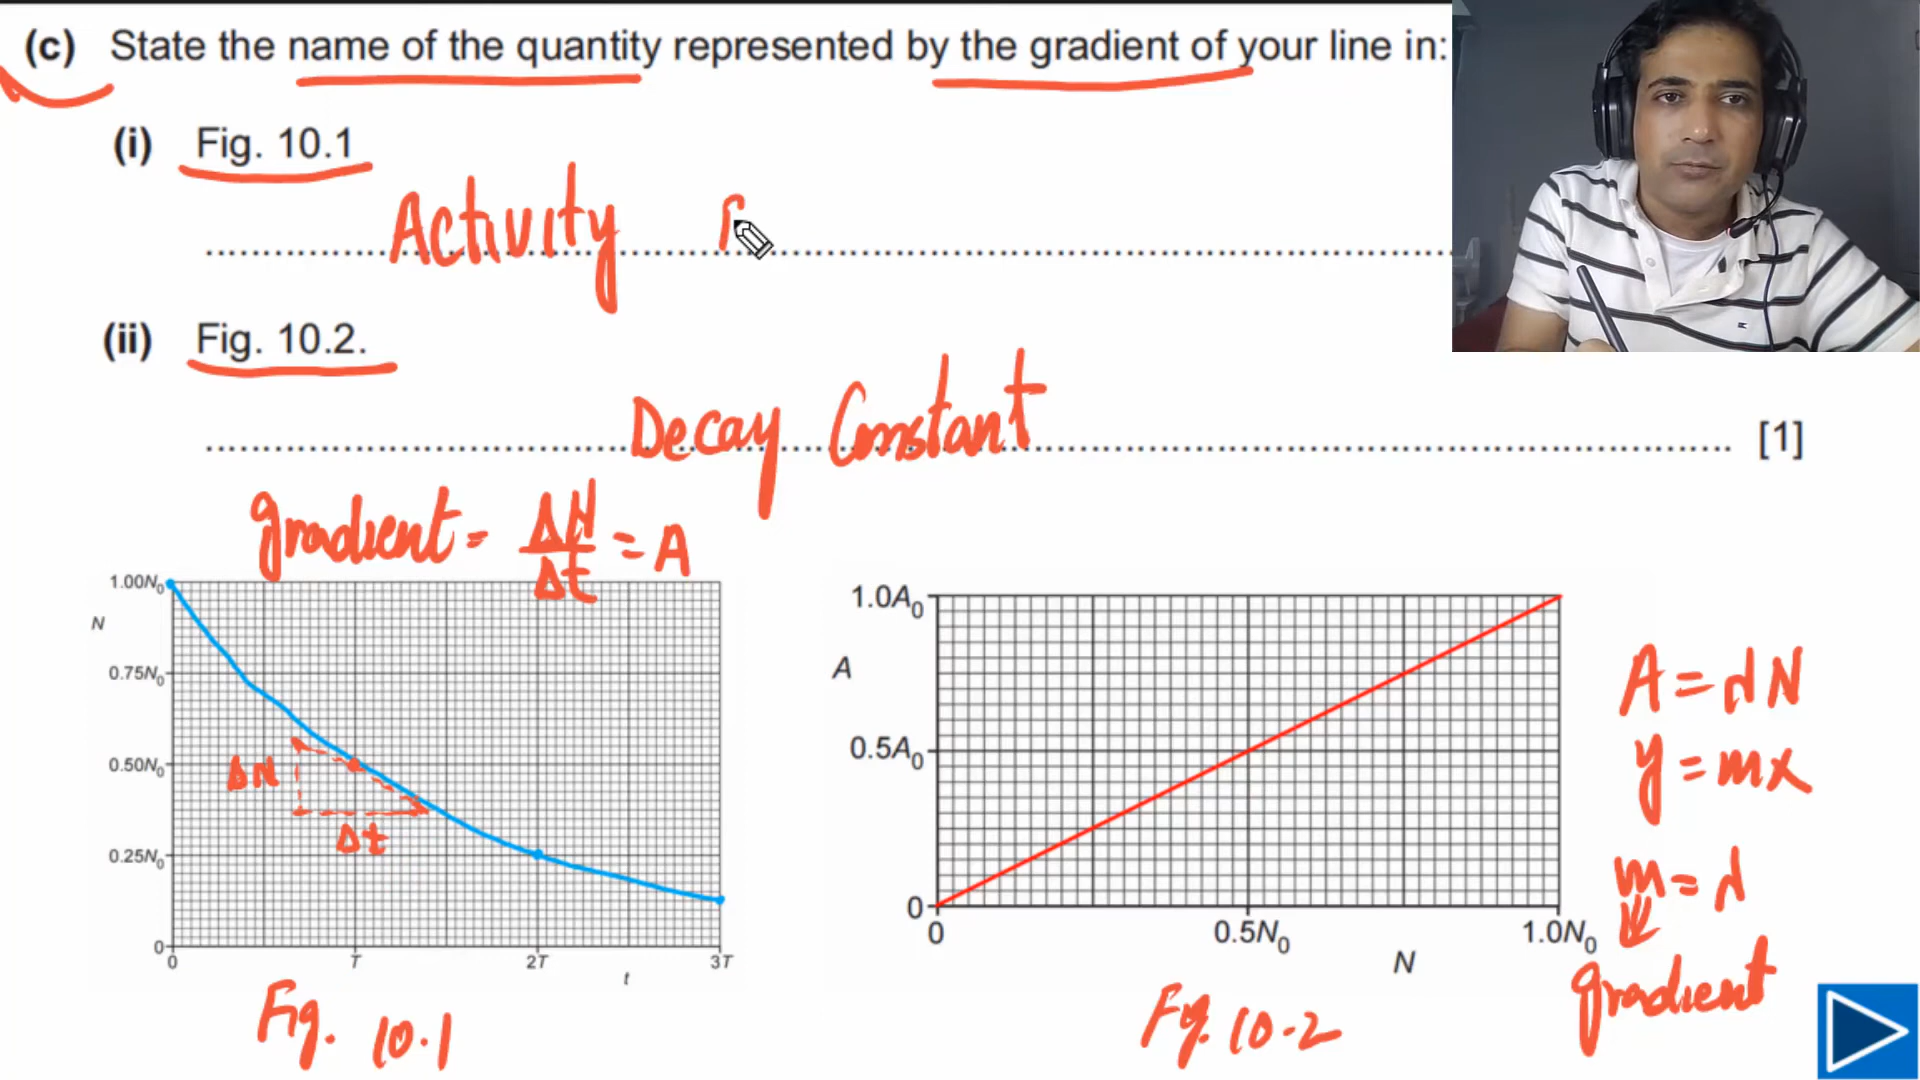 (c) State the name of the quantity represented by the gradient of your line in:
(i) Fig. 10.1
Activity
(ii) Fig. 10.2.
Decay Constant [1]
gradient = ΔN/Δt = A
1.00N₀
N
0.75N₀
0.50N₀
0.25N₀
0
0 T 2T 3T
t
ΔN
Δt
Fig. 10.1
1.0A₀
A
0.5A₀
0
0 0.5N₀ 1.0N₀
N
Fig. 10.2
A = λN
y = mx
m = λ
gradient